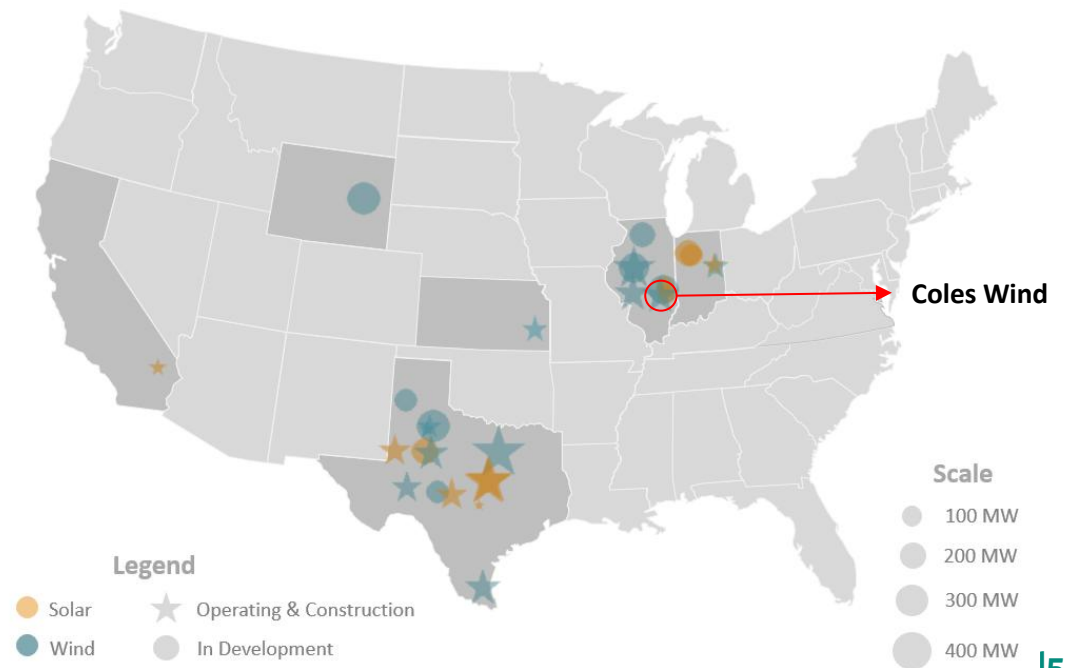 Coles Wind
Scale
100 MW
200 MW
300 MW
400 MW
Legend
Solar
Operating & Construction
Wind
In Development